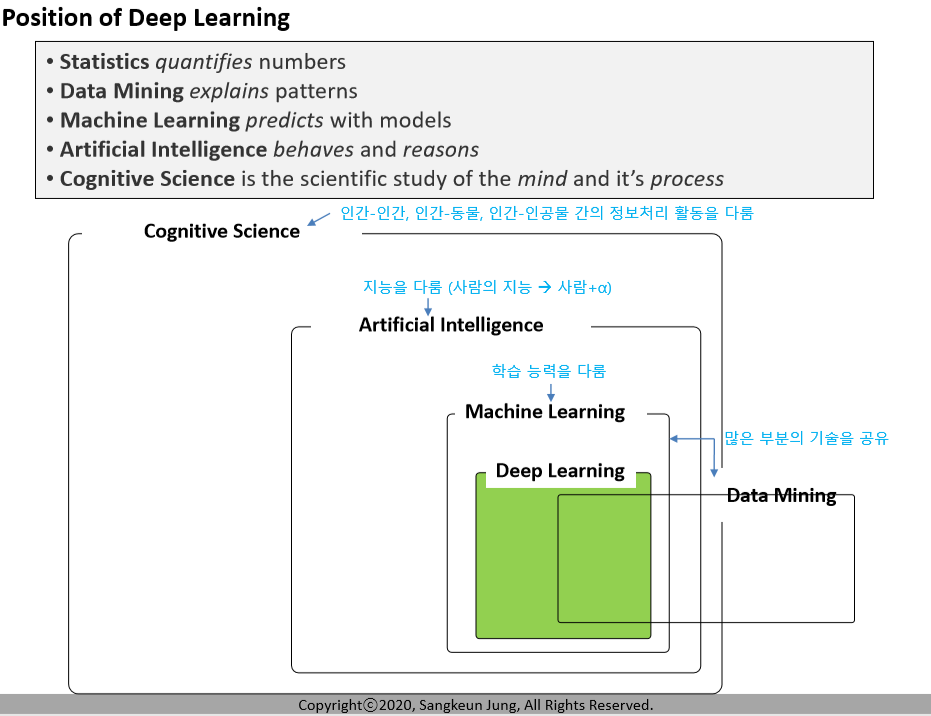 Position of Deep Learning
• Statistics quantifies numbers
• Data Mining explains patterns
• Machine Learning predicts with models
• Artificial Intelligence behaves and reasons
• Cognitive Science is the scientific study of the mind and it's process
인간-인간, 인간-동물, 인간-인공물 간의 정보처리 활동을 다룸
Cognitive Science
지능을 다룸 (사람의 지능 → 사람+α)
Artificial Intelligence
학습 능력을 다룸
Machine Learning
많은 부분의 기술을 공유
Deep Learning
Data Mining
Copyrightⓒ2020, Sangkeun Jung, All Rights Reserved.